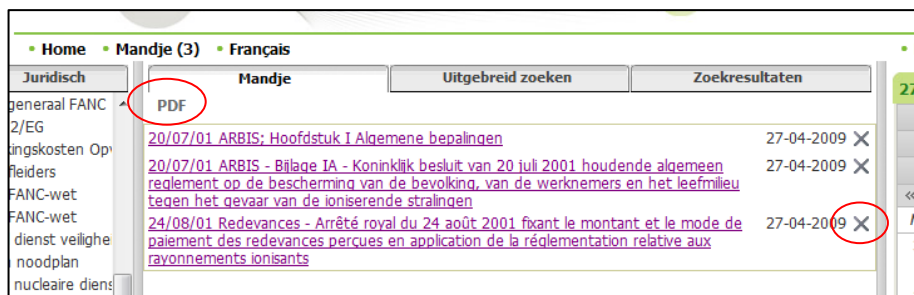 • Home • Mandje (3) • Français
Juridisch
Mandje
Uitgebreid zoeken
Zoekresultaten
generaal FANC
2/EG
fleiders
FANC-wet
FANC-wet
dienst
noodplan
nucleaire
PDF
20/07/01 ARBIS; Hoofdstuk I Algemene bepalingen 27-04-2009
20/07/01 ARBIS - Bijlage IA - Koninklijk besluit van 20 juli 2001 houdende algemeen 27-04-2009
reglement op de bescherming van de bevolking, van de werknemers en het leefmilieu
tegen het gevaar van de ioniserende stralingen
24/08/01 Redevances - Arrêté royal du 24 août 2001 fixant le montant et le mode de 27-04-2009
paiement des redevances perçues en application de la réglementation relative aux
rayonnements ionisants
27
«